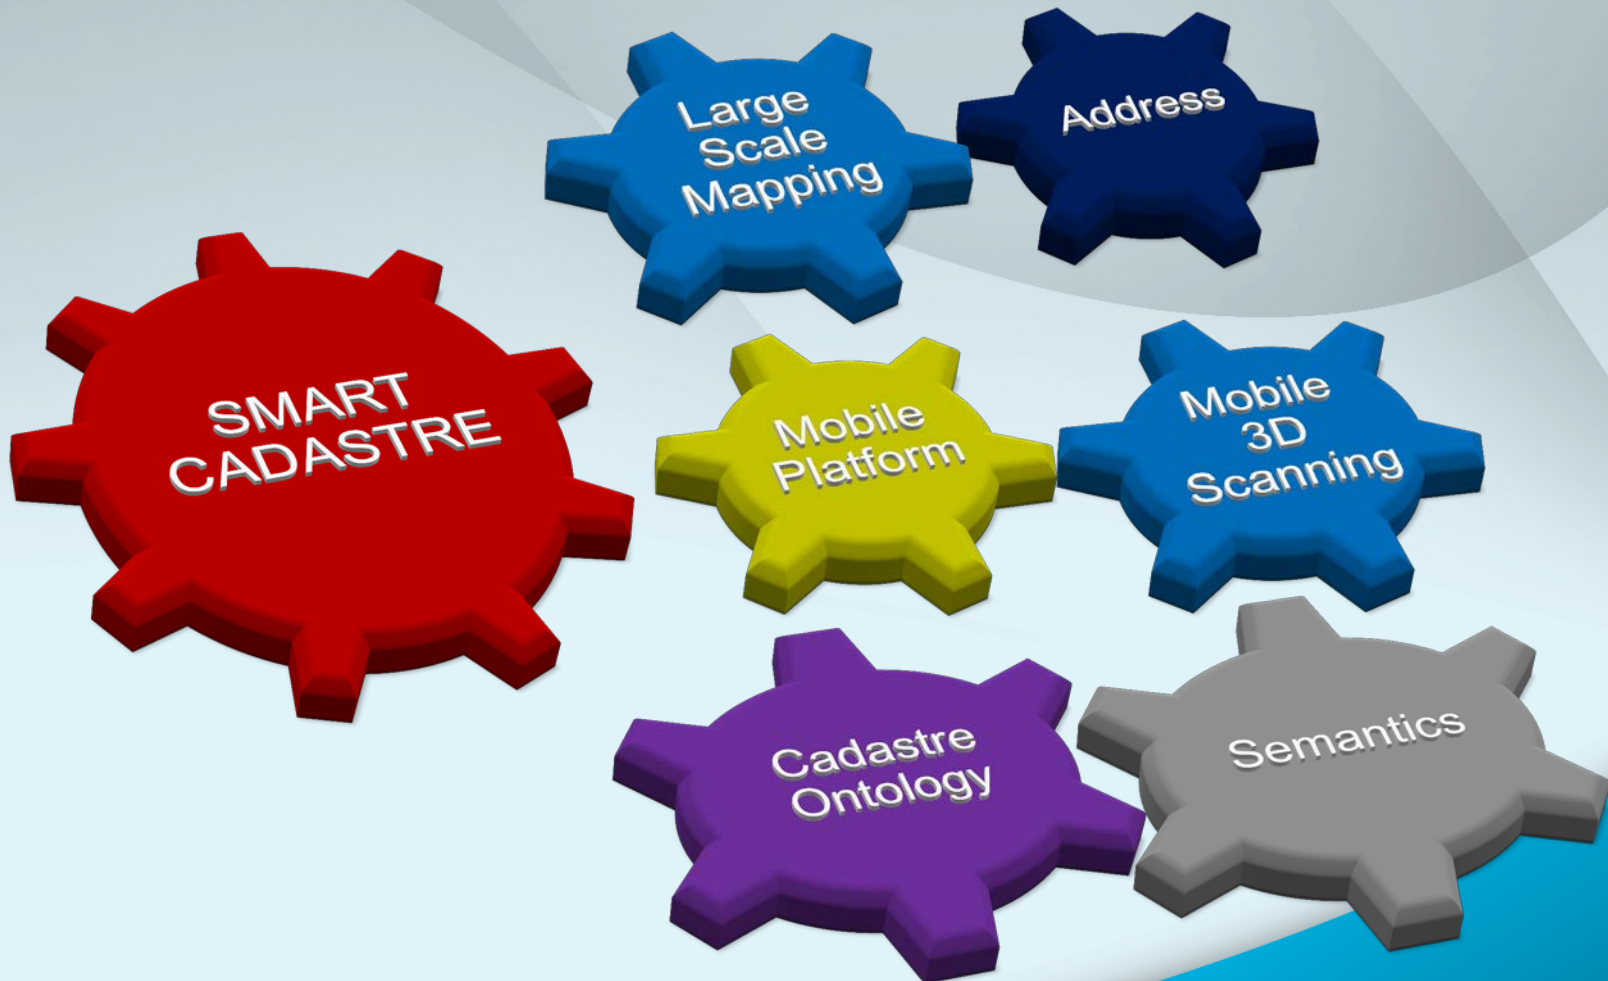 SMART
CADASTRE
Large
Scale
Mapping
Address
Mobile
Platform
Mobile
3D
Scanning
Cadastre
Ontology
Semantics